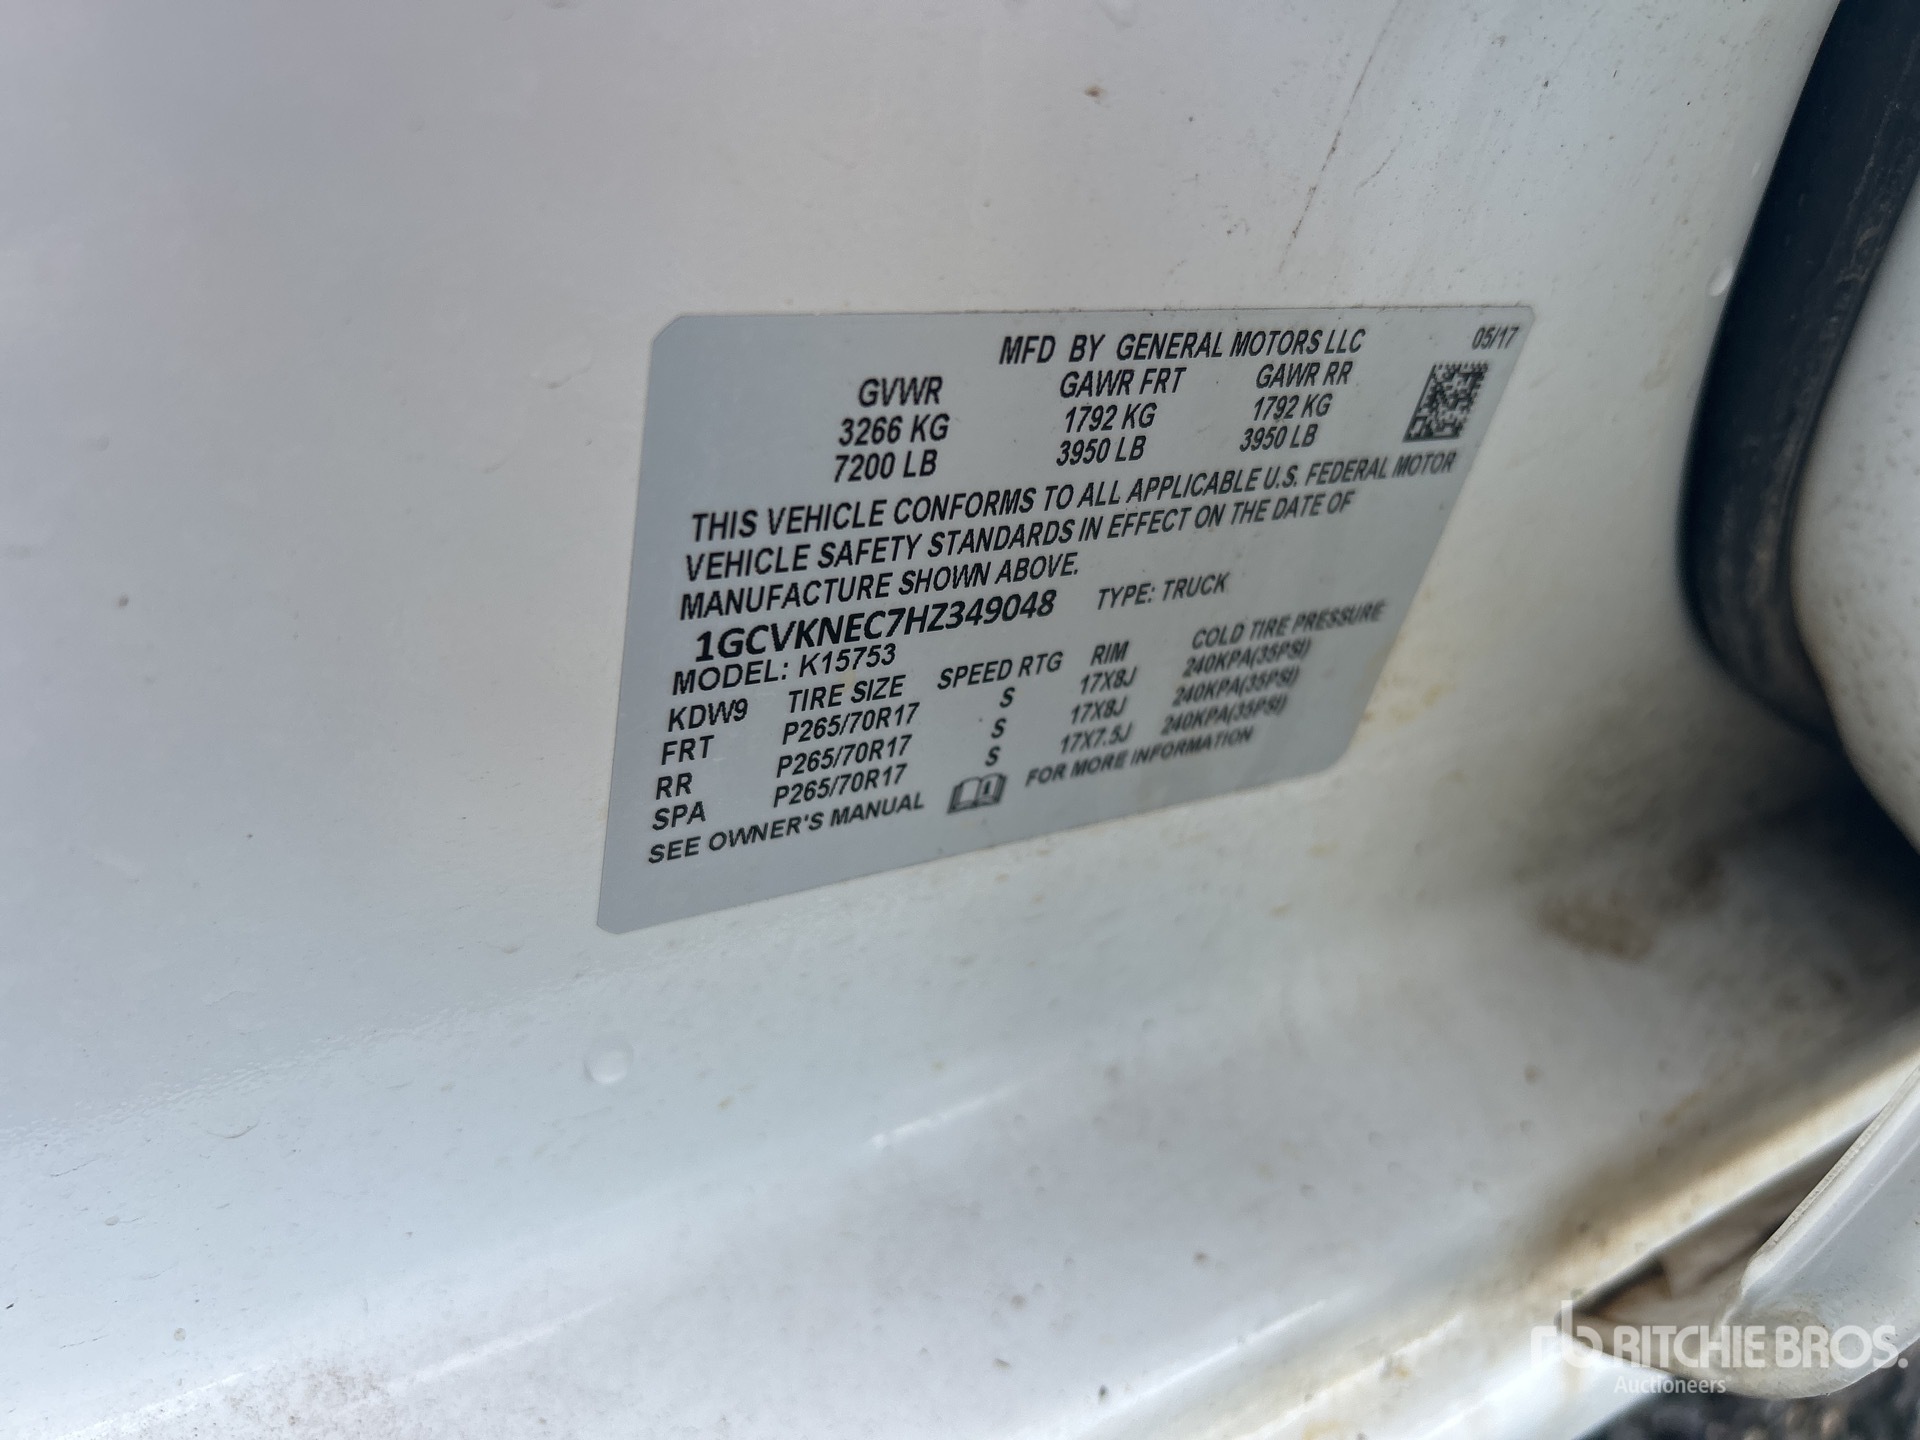 MFD BY GENERAL MOTORS LLC 05/17
GVWR GAWR FRT GAWR RR
3266 KG 1792 KG 1792 KG
7200 LB 3950 LB 3950 LB
THIS VEHICLE CONFORMS TO ALL APPLICABLE U.S. FEDERAL MOTOR
VEHICLE SAFETY STANDARDS IN EFFECT ON THE DATE OF
MANUFACTURE SHOWN ABOVE.
1GCVKNEC7HZ349048 TYPE: TRUCK
MODEL: K15753
KDW9 TIRE SIZE SPEED RTG RIM COLD TIRE PRESSURE
FRT P265/70R17 S 17X8J 240KPA(35PSI)
RR P265/70R17 S 17X8J 240KPA(35PSI)
SPA P265/70R17 S 17X7.5J 240KPA(35PSI)
SEE OWNER'S MANUAL FOR MORE INFORMATION
rb RITCHIE BROS.
Auctioneers